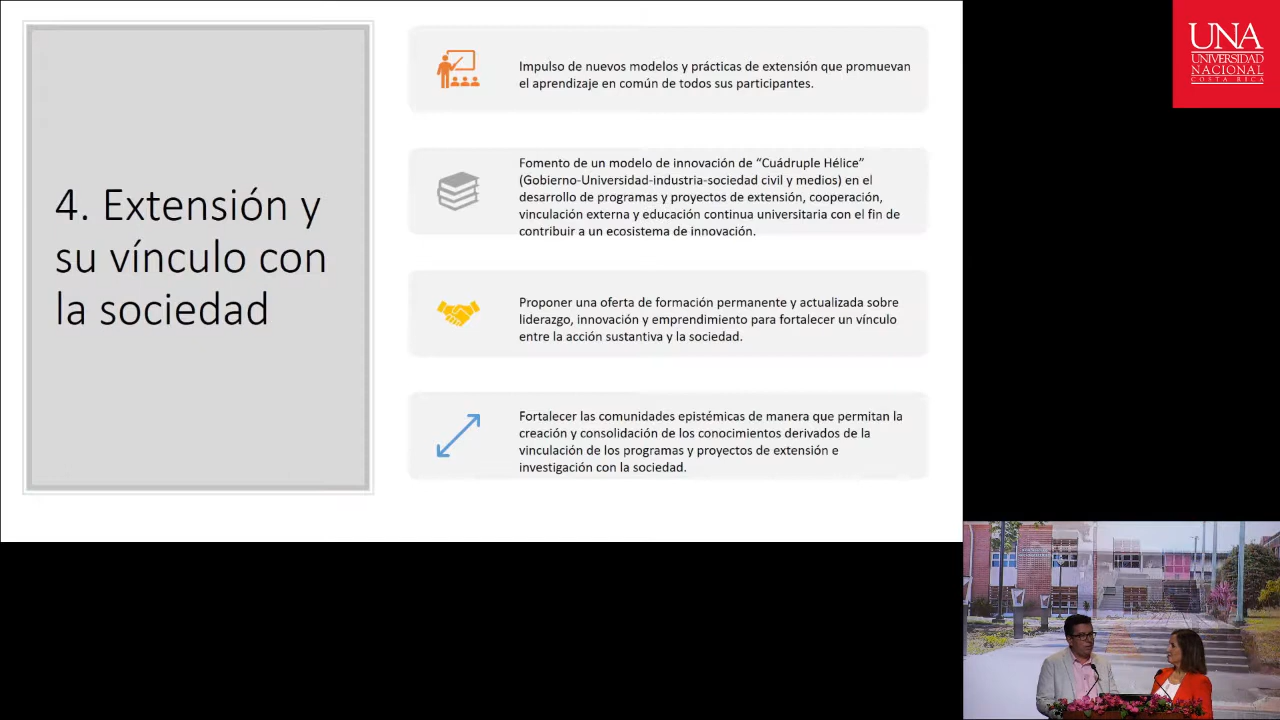 4. Extensión y
su vínculo con
la sociedad
Impulso de nuevos modelos y prácticas de extensión que promuevan
el aprendizaje en común de todos sus participantes.
Fomento de un modelo de innovación de “Cuádruple Hélice”
(Gobierno-Universidad-industria-sociedad civil y medios) en el
desarrollo de programas y proyectos de extensión, cooperación,
vinculación externa y educación continua universitaria con el fin de
contribuir a un ecosistema de innovación.
Proponer una oferta de formación permanente y actualizada sobre
liderazgo, innovación y emprendimiento para fortalecer un vínculo
entre la acción sustantiva y la sociedad.
Fortalecer las comunidades epistémicas de manera que permitan la
creación y consolidación de los conocimientos derivados de la
vinculación de los programas y proyectos de extensión e
investigación con la sociedad.
UNA
UNIVERSIDAD
NACIONAL
COSTA RICA